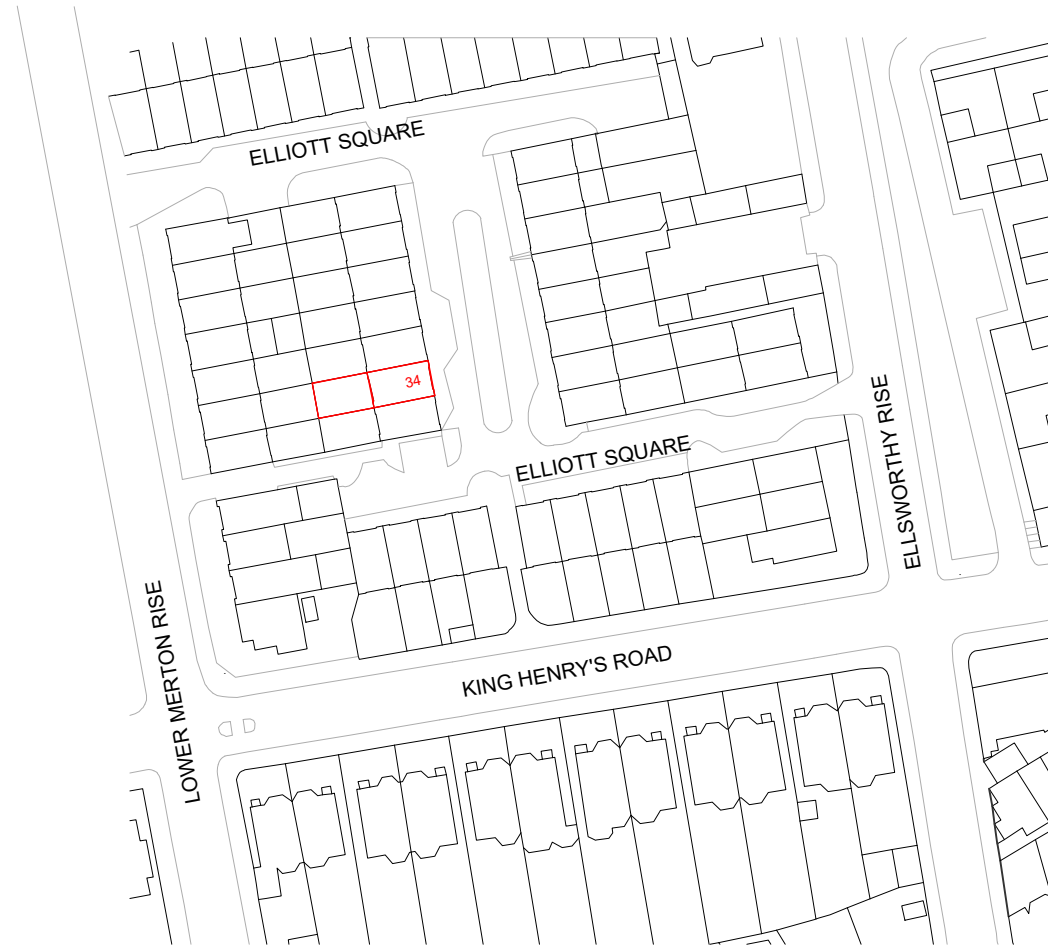 ELLIOTT SQUARE
34
ELLIOTT SQUARE
ELLSWORTHY RISE
LOWER MERTON RISE
KING HENRY'S ROAD